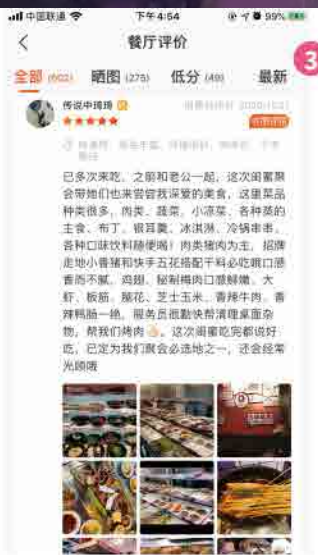 中国联通 下午4:54 99%
餐厅评价
3
全部 (602) 晒图 (275) 低分 (49) 最新
传说中琦琦
已多次来吃，之前和老公一起，这次闺蜜聚
会带她们也来尝尝我深爱的美食，这里菜品
种类很多，肉类、蔬菜、小凉菜、各种蒸的
主食、布丁、银耳羹、冰淇淋、冷锅串串、
各种口味饮料随便喝！肉类猪肉为主，招牌
走地小香猪和快手五花搭配干料必吃哦口感
香而不腻，鸡翅、秘制梅肉口感鲜嫩、大
虾、板筋、脑花、芝士玉米、香辣牛肉、香
辣鸭肠一绝，服务员很勤快帮清理桌面杂
物，帮我们烤肉👌。这次闺蜜吃完都说好
吃，已定为我们聚会必选地之一，还会经常
光顾哦